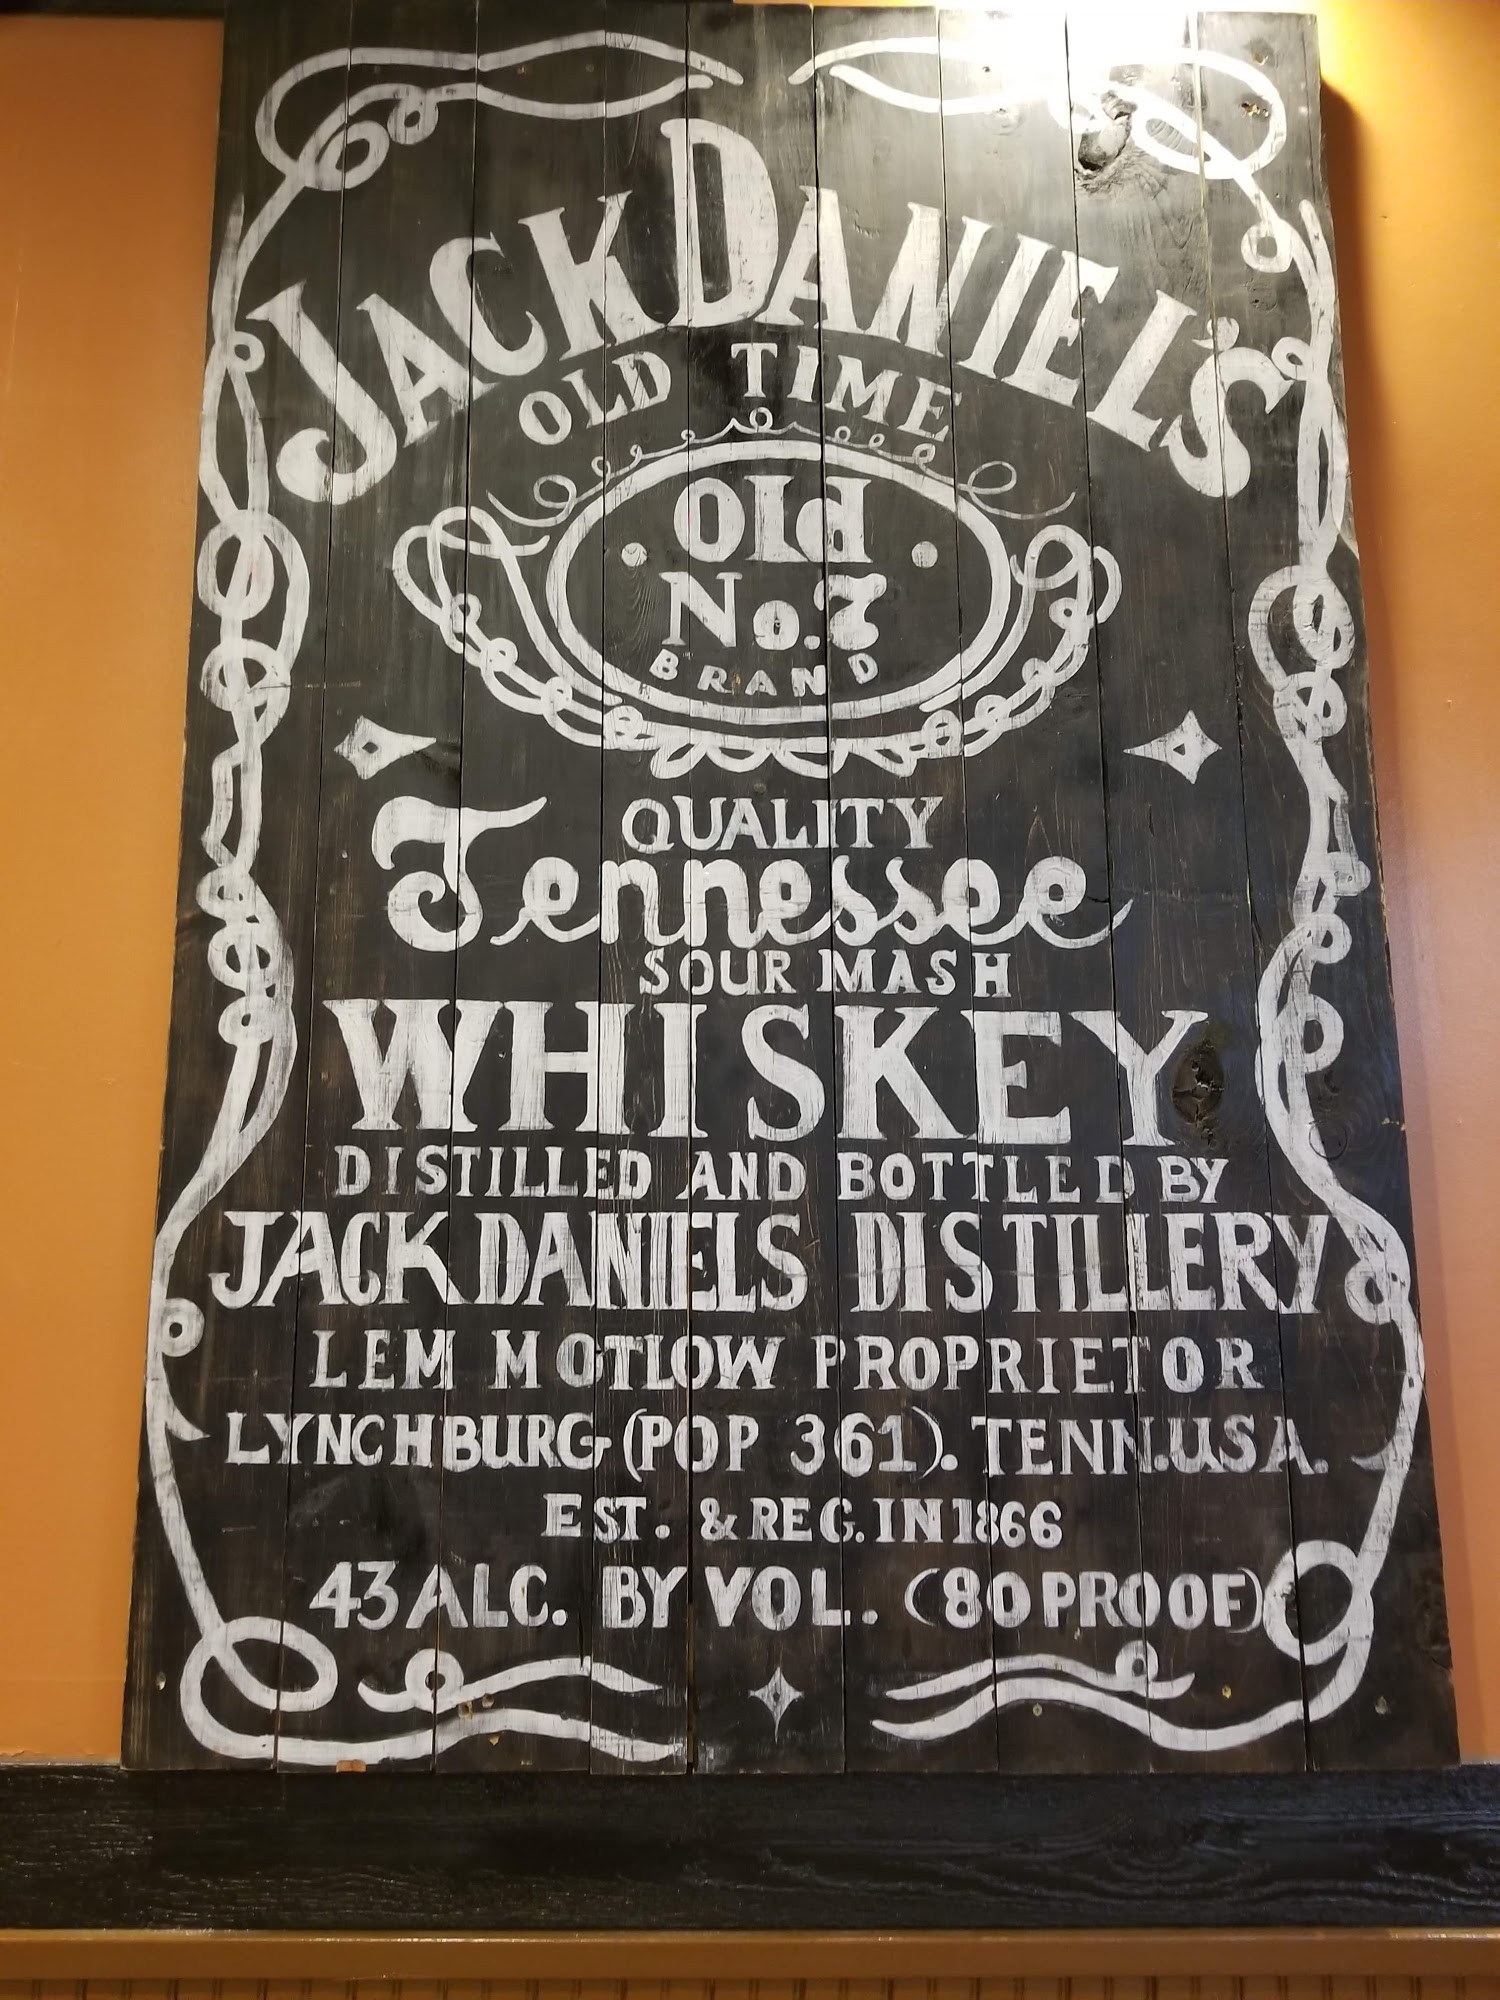 JACK DANIEL'S
OLD TIME
Old
No.7
BRAND
QUALITY
Tennessee
SOUR MASH
WHISKEY
DISTILLED AND BOTTLED BY
JACK DANIELS DISTILLERY
LEM MOTLOW PROPRIETOR
LYNCHBURG (POP 361). TENN.USA.
EST. & REG. IN 1866
43 ALC. BY VOL. (80 PROOF)